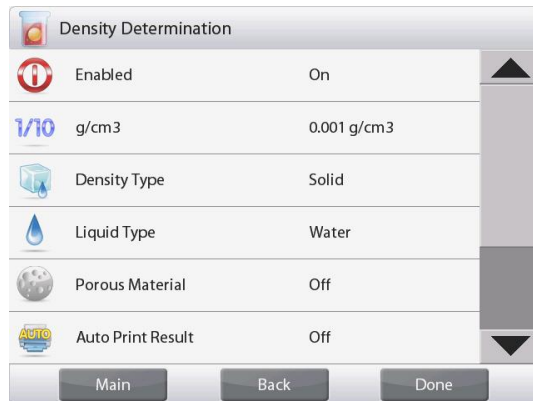 Density Determination
Enabled On
1/10 g/cm3 0.001 g/cm3
Density Type Solid
Liquid Type Water
Porous Material Off
AUTO Auto Print Result Off
Main Back Done